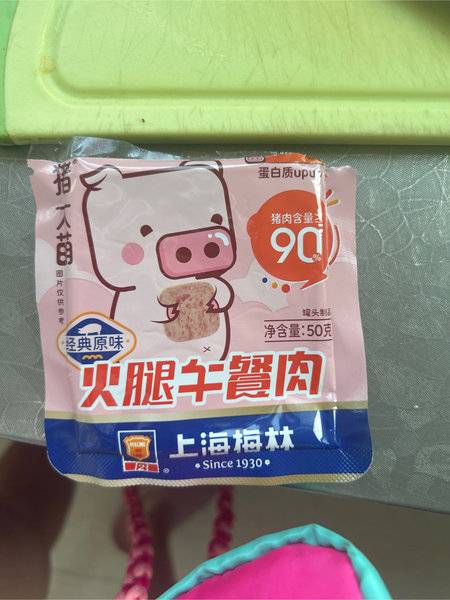 猪大萌
图片仅供参考
蛋白质upup
猪肉含量≥
90%
罐头制品
净含量:50克
经典原味
火腿午餐肉
上海梅林
Since 1930